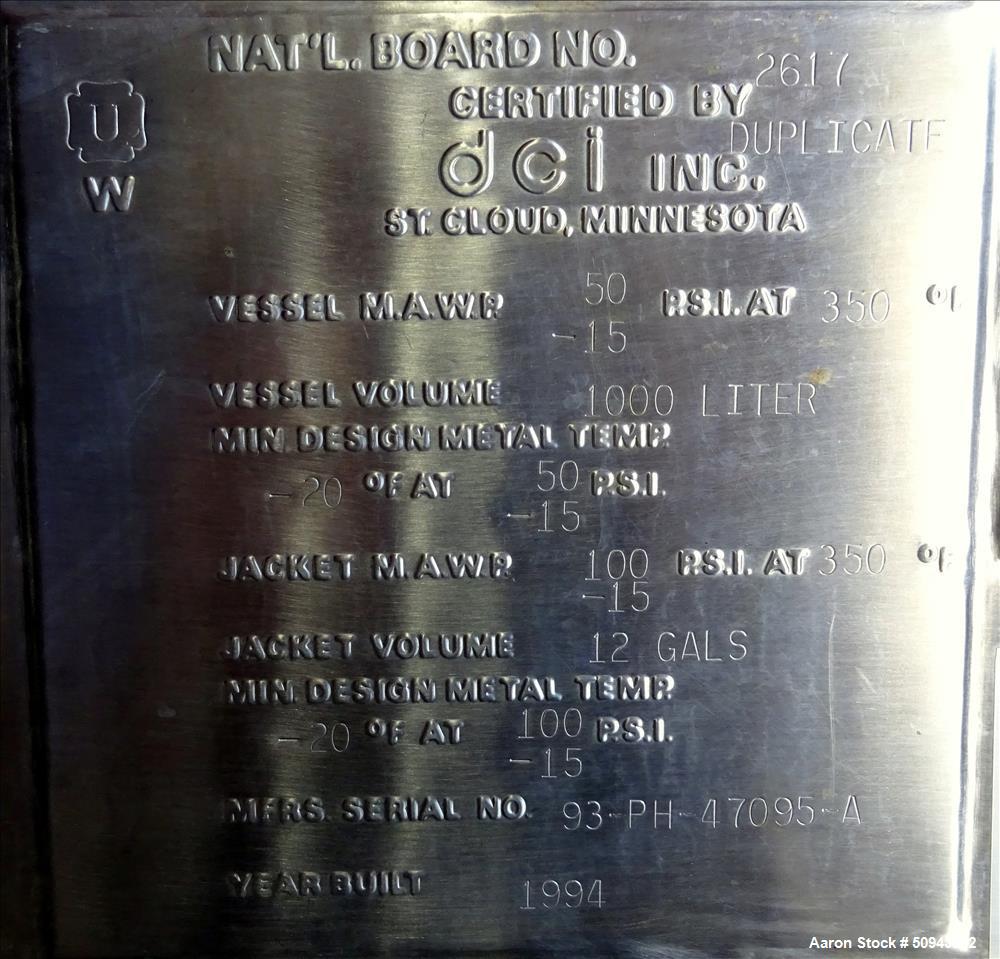 NAT'L. BOARD NO. 2617
U
W
CERTIFIED BY
DUPLICATE
dci INC.
ST. CLOUD, MINNESOTA
VESSEL M.A.W.P. 50 P.S.I. AT 350 °F
-15
VESSEL VOLUME 1000 LITER
MIN. DESIGN METAL TEMP.
-20 °F AT 50 P.S.I.
-15
JACKET M.A.W.P. 100 P.S.I. AT 350 °F
-15
JACKET VOLUME 12 GALS
MIN. DESIGN METAL TEMP.
-20 °F AT 100 P.S.I.
-15
MFRS. SERIAL NO. 93-PH-47095-A
YEAR BUILT 1994
Aaron Stock #